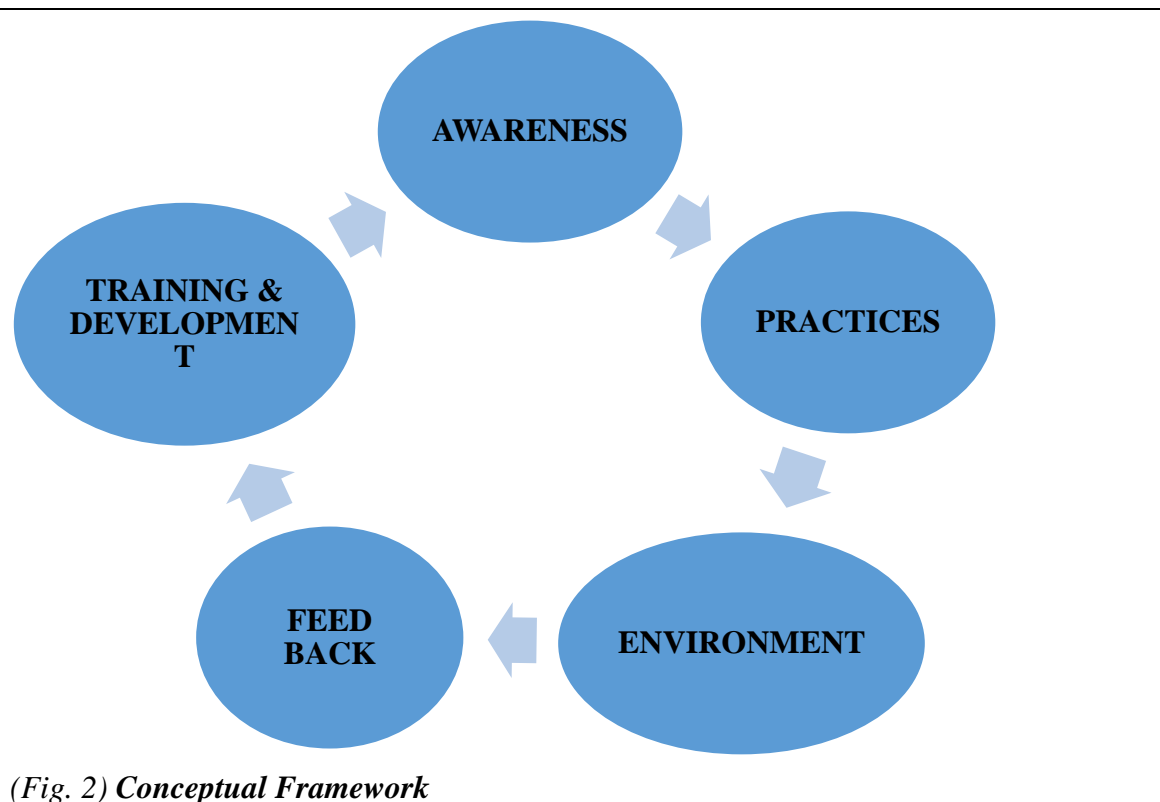 AWARENESS
PRACTICES
ENVIRONMENT
FEED
BACK
TRAINING &
DEVELOPMEN
T
(Fig. 2) Conceptual Framework